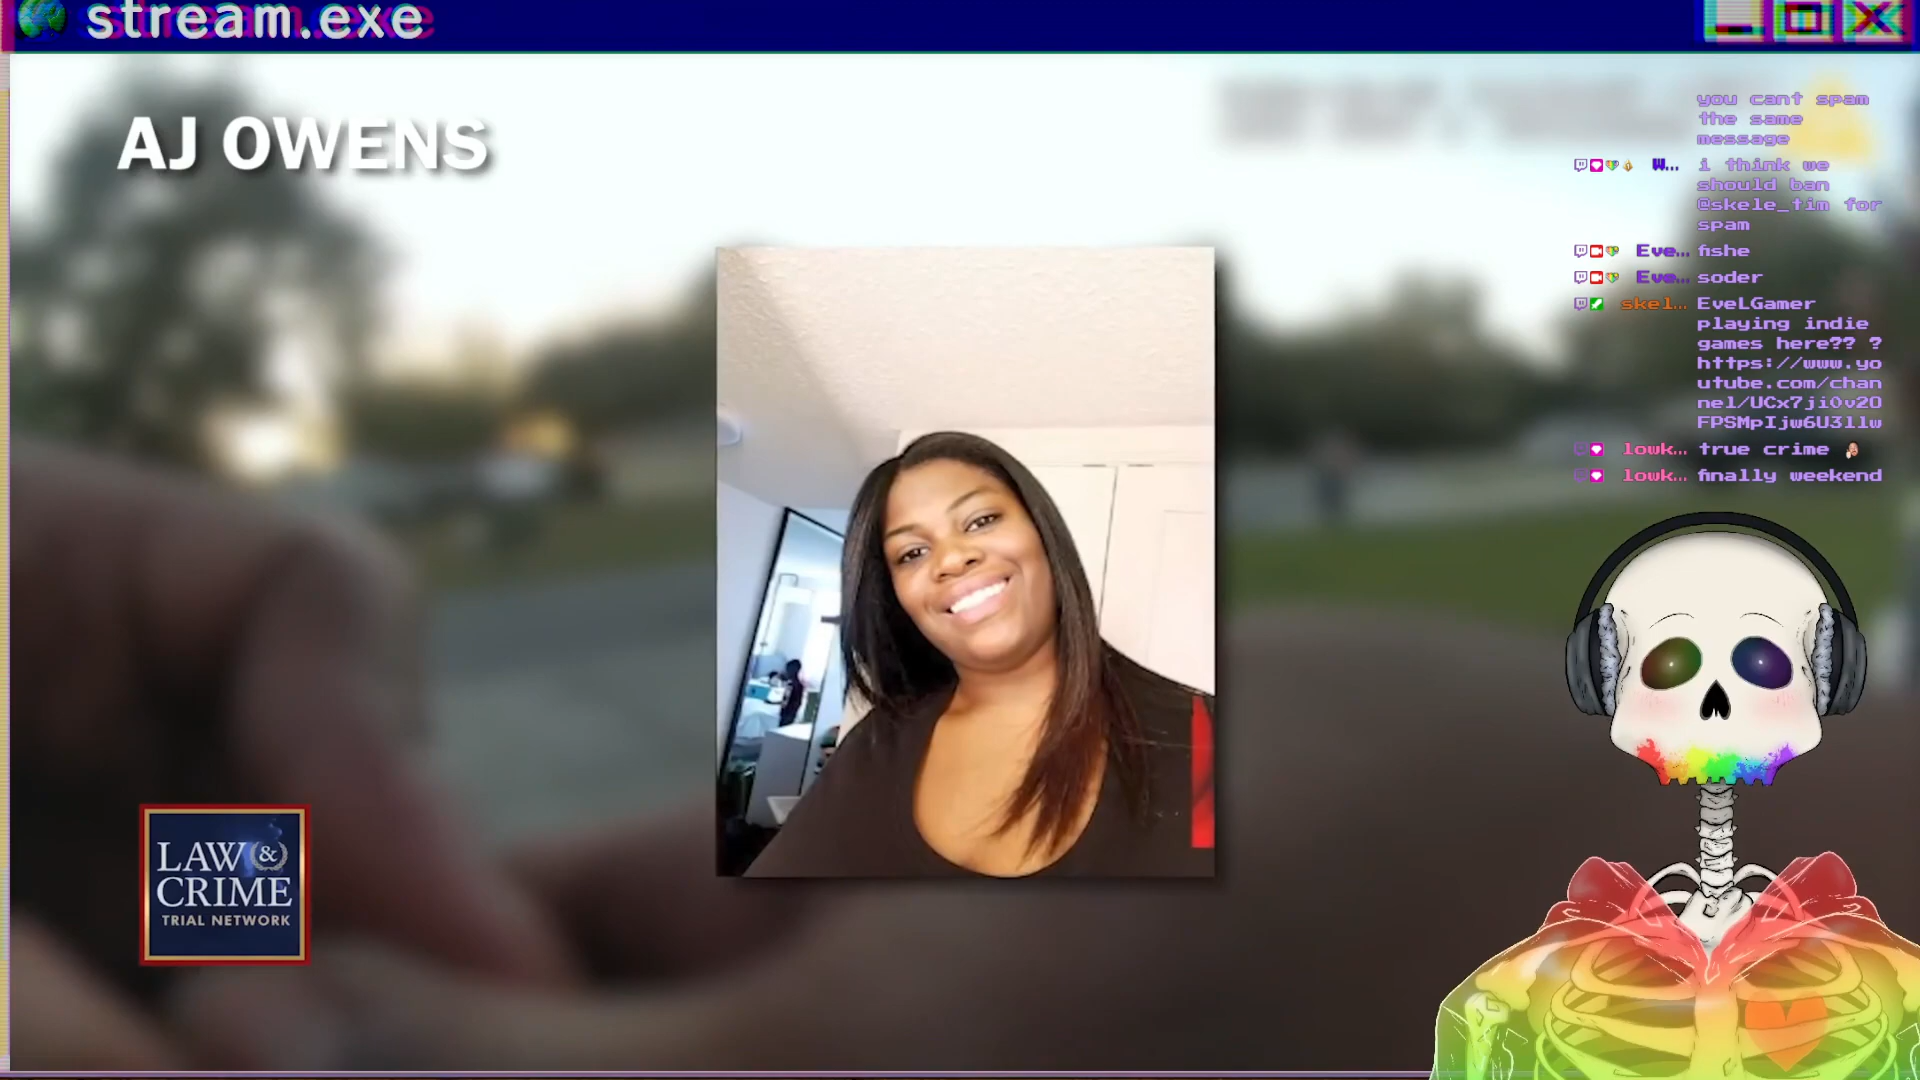 stream.exe
AJ OWENS
you cant spam
the same
message
W... i think we
should ban
@skele_tim for
spam
Eve... fishe
Eve... soder
skel... EveLGamer
playing indie
games here?? ?
https://www.yo
utube.com/chan
nel/UCx7ji0v2O
FPSMpIjw6U3llw
lowk... true crime
lowk... finally weekend
LAW &
CRIME
TRIAL NETWORK